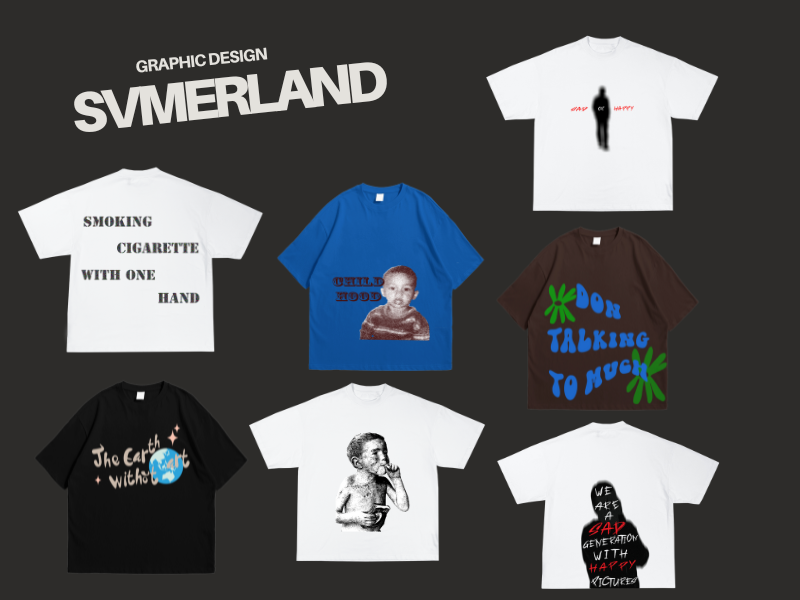 GRAPHIC DESIGN
SVMERLAND
SAD OR HAPPY
SMOKING
CIGARETTE
WITH ONE
HAND
CHILD
HOOD
DON
TALKING
TO MUCH
The Earth
without art
WE
ARE
A
SAD
GENERATION
WITH
HAPPY
PICTURES